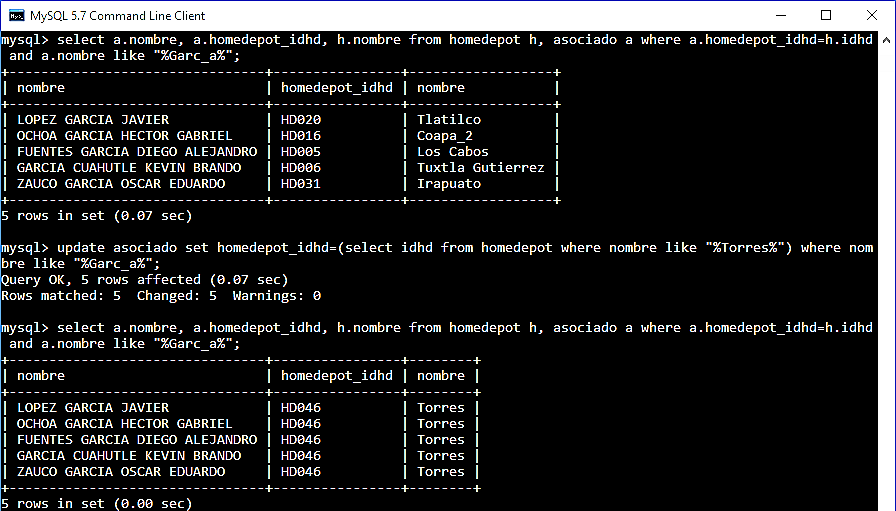 MySQL 5.7 Command Line Client
mysql> select a.nombre, a.homedepot_idhd, h.nombre from homedepot h, asociado a where a.homedepot_idhd=h.idhd
and a.nombre like "%Garc_a%";
+--------------------------------+----------------+------------------+
| nombre | homedepot_idhd | nombre |
+--------------------------------+----------------+------------------+
| LOPEZ GARCIA JAVIER | HD020 | Tlatilco |
| OCHOA GARCIA HECTOR GABRIEL | HD016 | Coapa_2 |
| FUENTES GARCIA DIEGO ALEJANDRO | HD005 | Los Cabos |
| GARCIA CUAHUTLE KEVIN BRANDO | HD006 | Tuxtla Gutierrez |
| ZAUCO GARCIA OSCAR EDUARDO | HD031 | Irapuato |
+--------------------------------+----------------+------------------+
5 rows in set (0.07 sec)
mysql> update asociado set homedepot_idhd=(select idhd from homedepot where nombre like "%Torres%") where nom
bre like "%Garc_a%";
Query OK, 5 rows affected (0.07 sec)
Rows matched: 5  Changed: 5  Warnings: 0
mysql> select a.nombre, a.homedepot_idhd, h.nombre from homedepot h, asociado a where a.homedepot_idhd=h.idhd
and a.nombre like "%Garc_a%";
+--------------------------------+----------------+--------+
| nombre | homedepot_idhd | nombre |
+--------------------------------+----------------+--------+
| LOPEZ GARCIA JAVIER | HD046 | Torres |
| OCHOA GARCIA HECTOR GABRIEL | HD046 | Torres |
| FUENTES GARCIA DIEGO ALEJANDRO | HD046 | Torres |
| GARCIA CUAHUTLE KEVIN BRANDO | HD046 | Torres |
| ZAUCO GARCIA OSCAR EDUARDO | HD046 | Torres |
+--------------------------------+----------------+--------+
5 rows in set (0.00 sec)